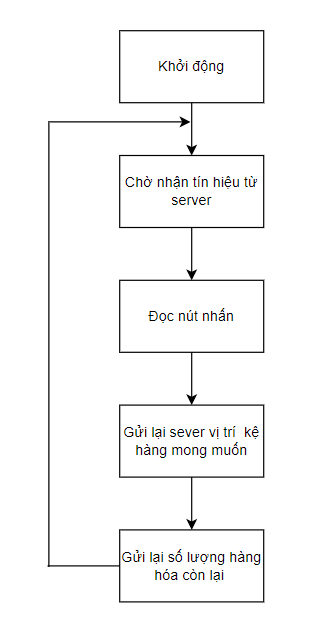 Khởi động
Chờ nhận tín hiệu từ
server
Đọc nút nhấn
Gửi lại sever vị trí kệ
hàng mong muốn
Gửi lại số lượng hàng
hóa còn lại